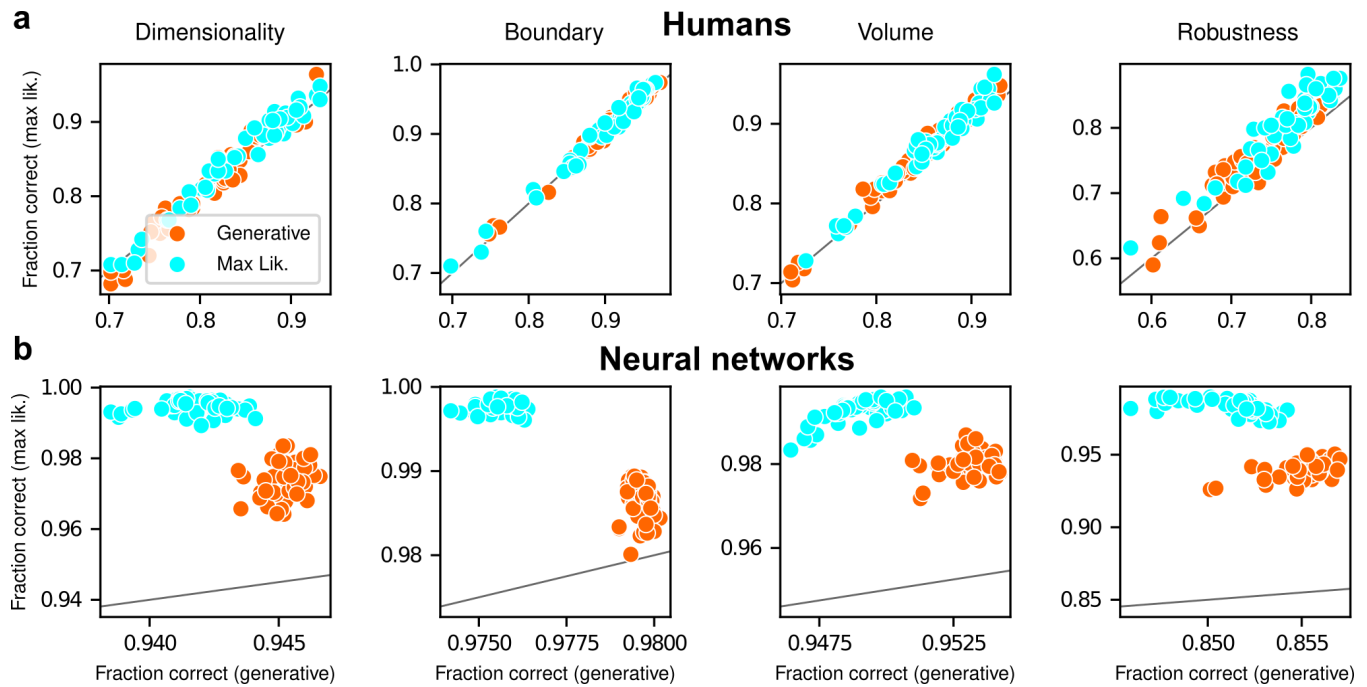 a
Humans
Dimensionality
Boundary
Volume
Robustness
Fraction correct (max lik.)
0.9
0.8
0.7
Generative
Max Lik.
0.7
0.8
0.9
1.0
0.9
0.8
0.7
0.7
0.8
0.9
0.9
0.8
0.7
0.7
0.8
0.9
0.8
0.6
0.6
0.7
0.8
b
Neural networks
Fraction correct (max lik.)
1.00
0.98
0.96
0.94
0.940
0.945
Fraction correct (generative)
1.00
0.99
0.98
0.9750
0.9775
0.9800
Fraction correct (generative)
0.98
0.96
0.9475
0.9525
Fraction correct (generative)
0.95
0.90
0.85
0.850
0.855
Fraction correct (generative)